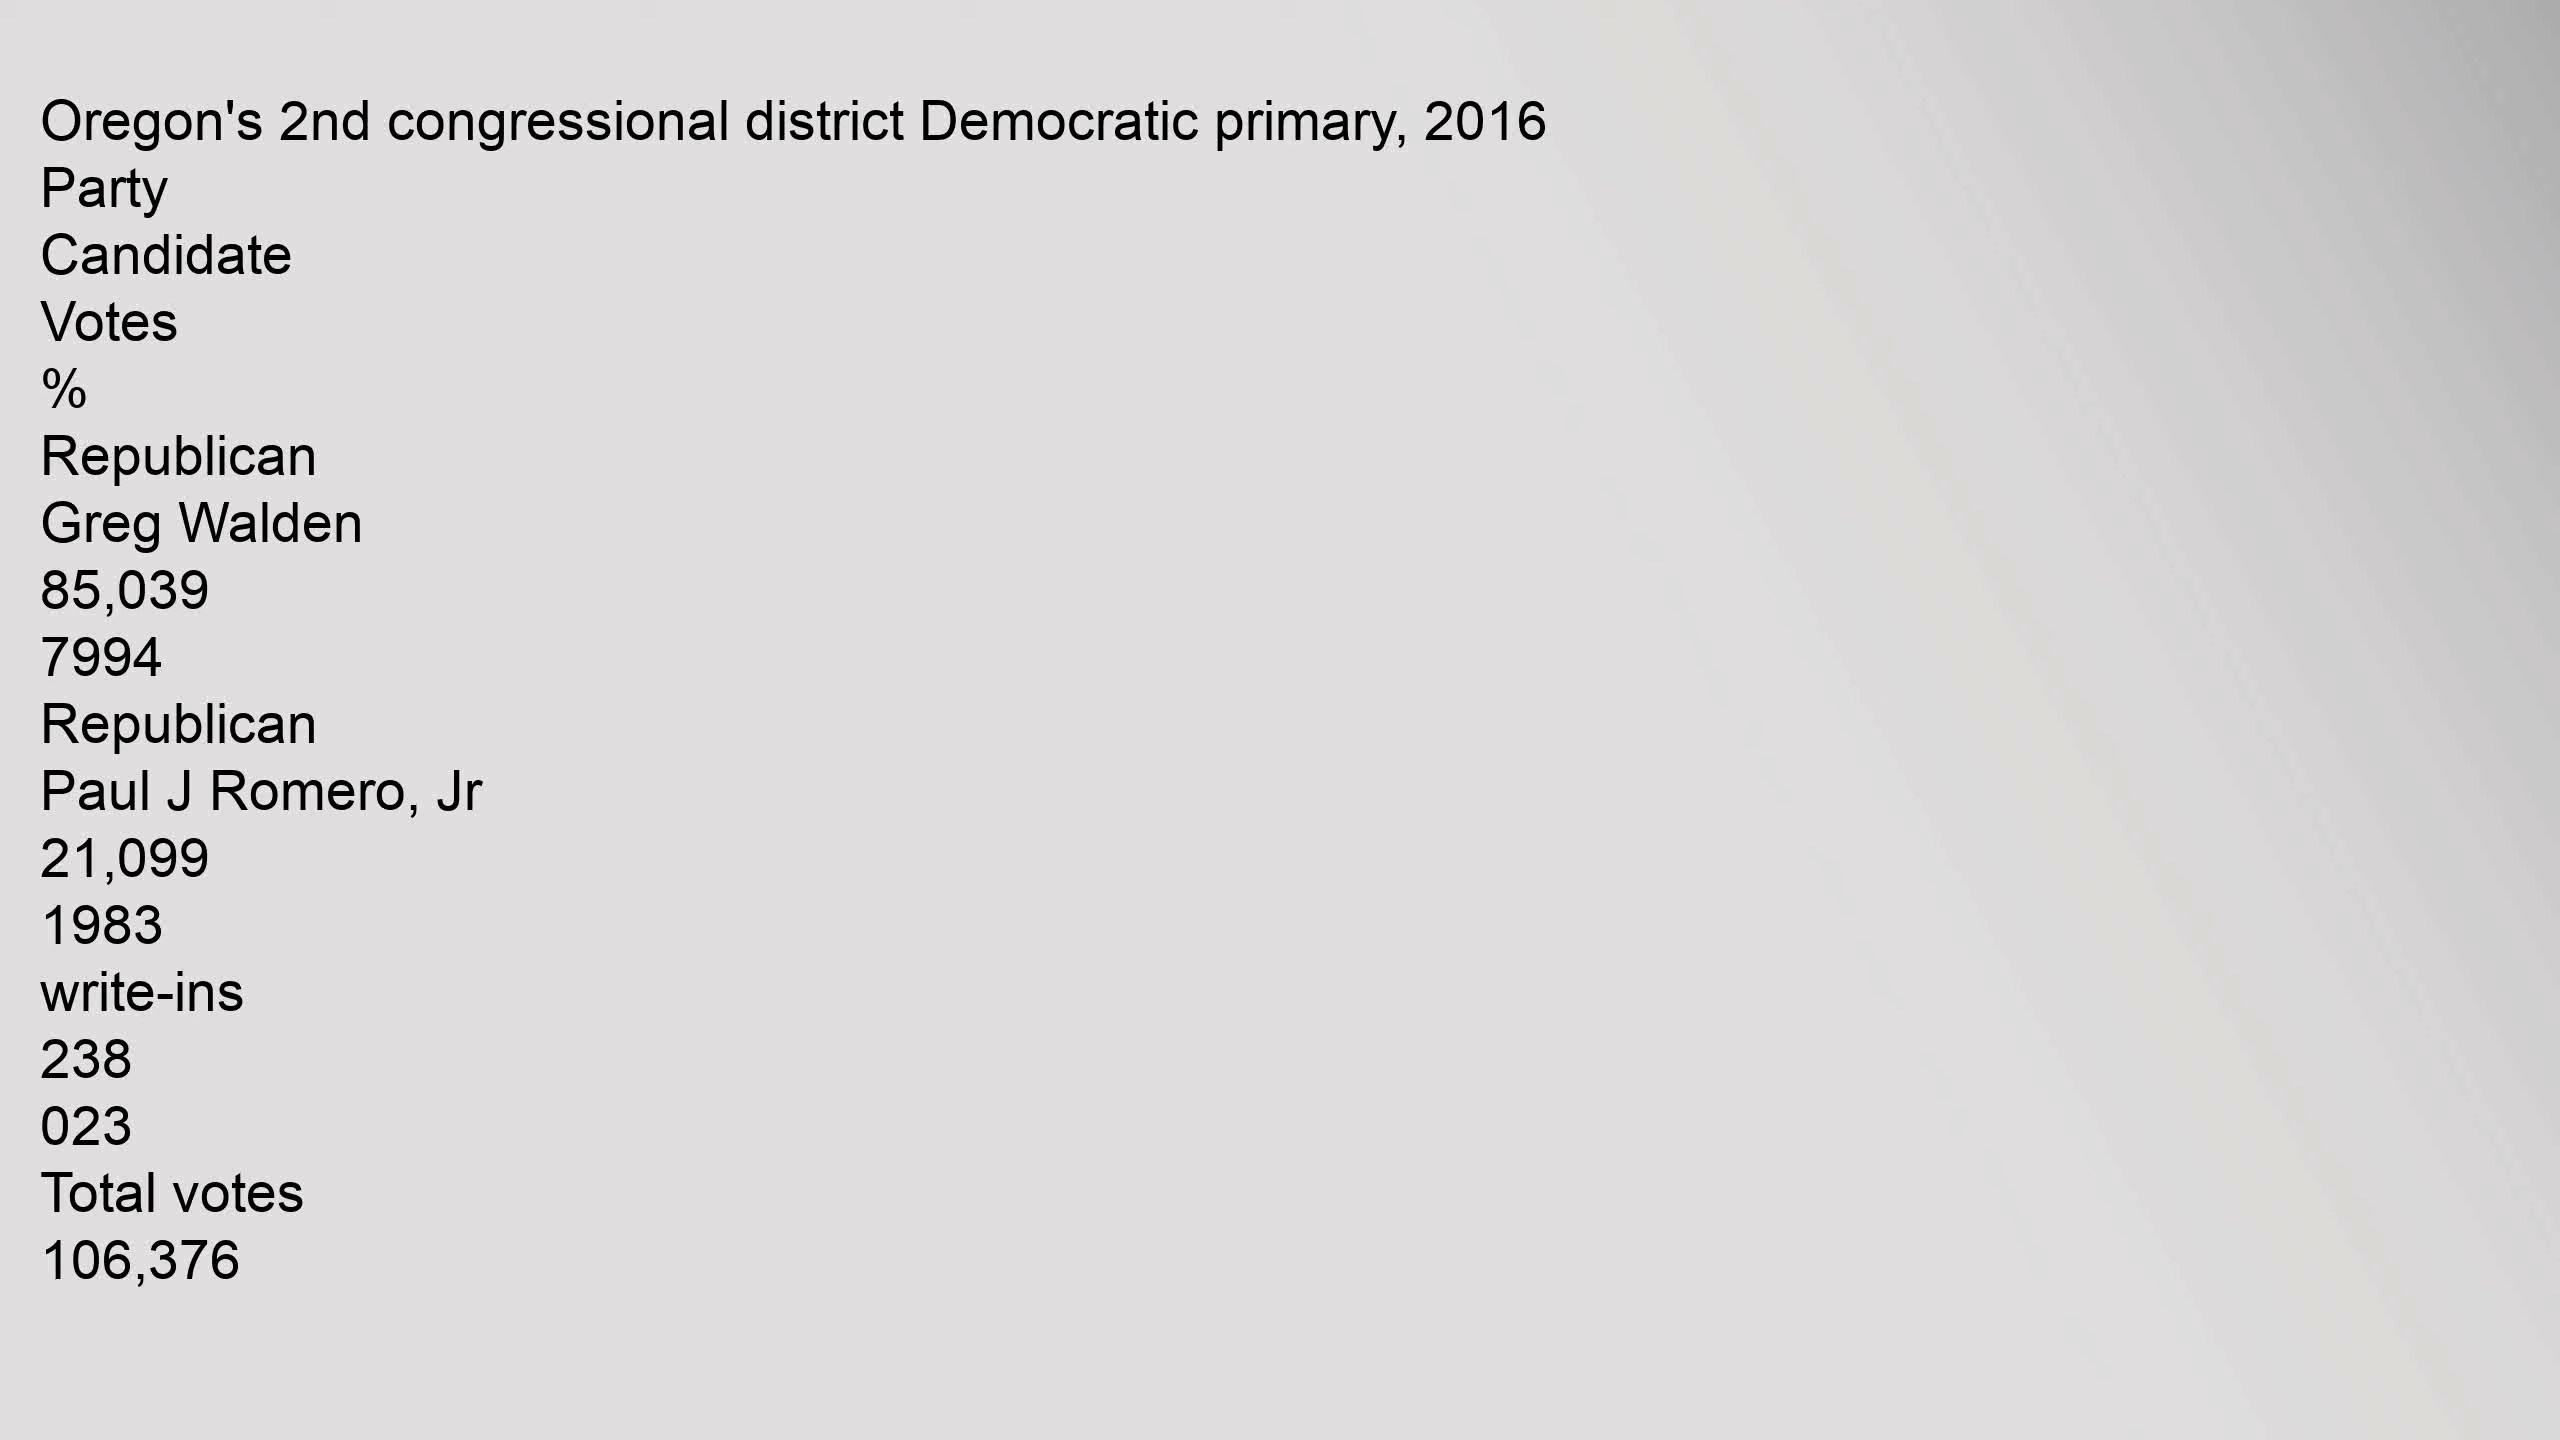 Oregon's 2nd congressional district Democratic primary, 2016
Party
Candidate
Votes
%
Republican
Greg Walden
85,039
7994
Republican
Paul J Romero, Jr
21,099
1983
write-ins
238
023
Total votes
106,376